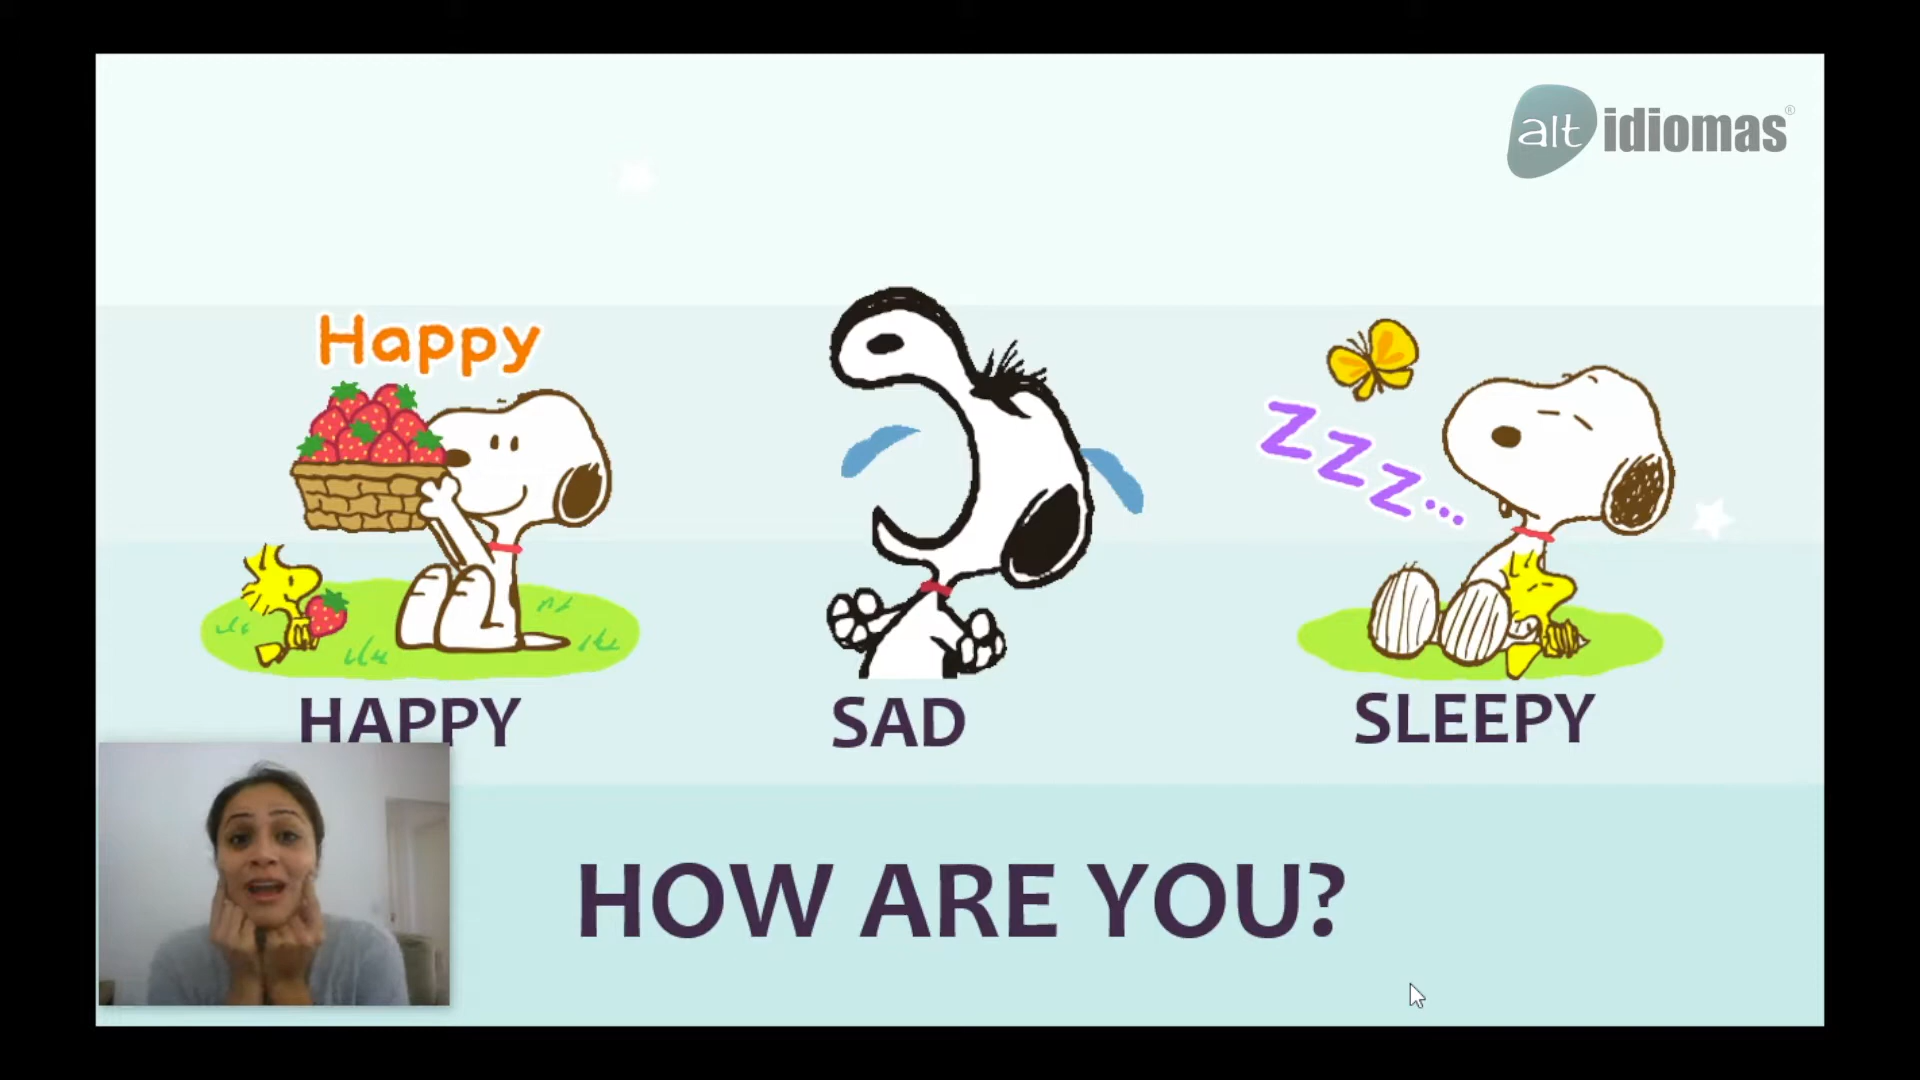 alt idiomas®
Happy
ZZZ...
HAPPY
SAD
SLEEPY
HOW ARE YOU?